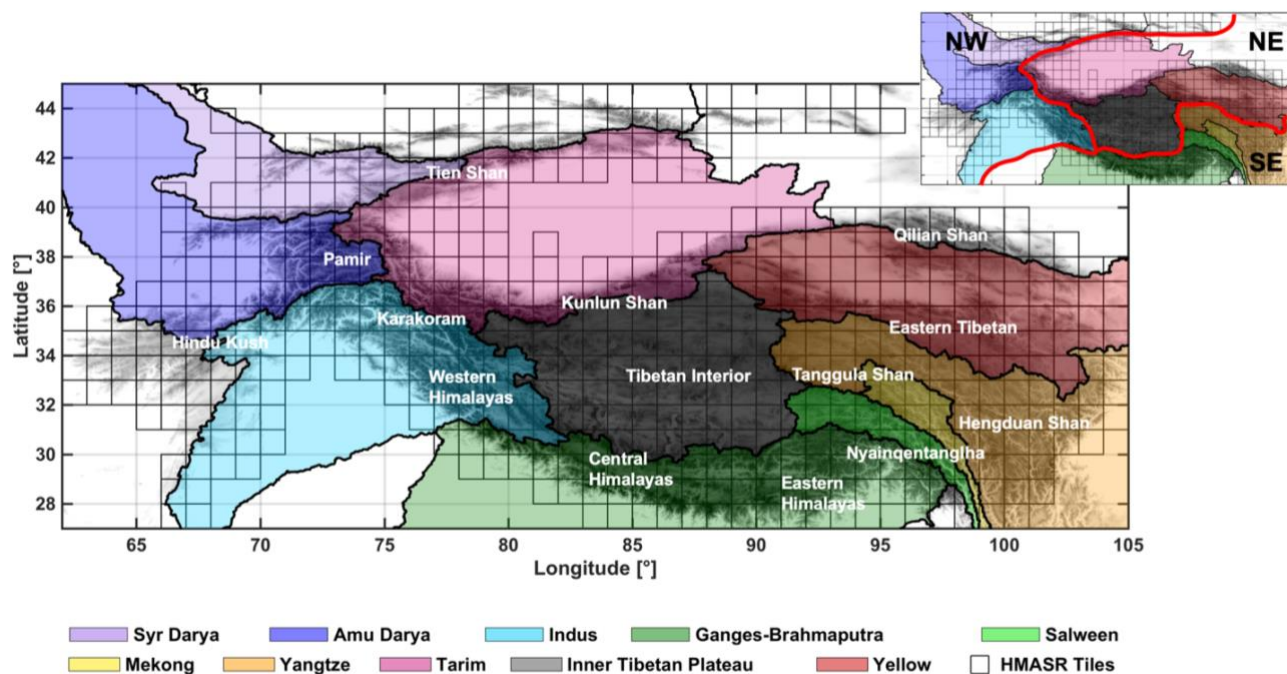 NW
NE
SE
44
42
40
38
36
34
32
30
28
Latitude [°]
Tien Shan
Pamir
Qilian Shan
Kunlun Shan
Karakoram
Hindu Kush
Eastern Tibetan
Western
Himalayas
Tibetan Interior
Tanggula Shan
Hengduan Shan
Nyainqentanglha
Central
Himalayas
Eastern
Himalayas
65 70 75 80 85 90 95 100 105
Longitude [°]
Syr Darya Amu Darya Indus Ganges-Brahmaputra Salween
Mekong Yangtze Tarim Inner Tibetan Plateau Yellow HMASR Tiles